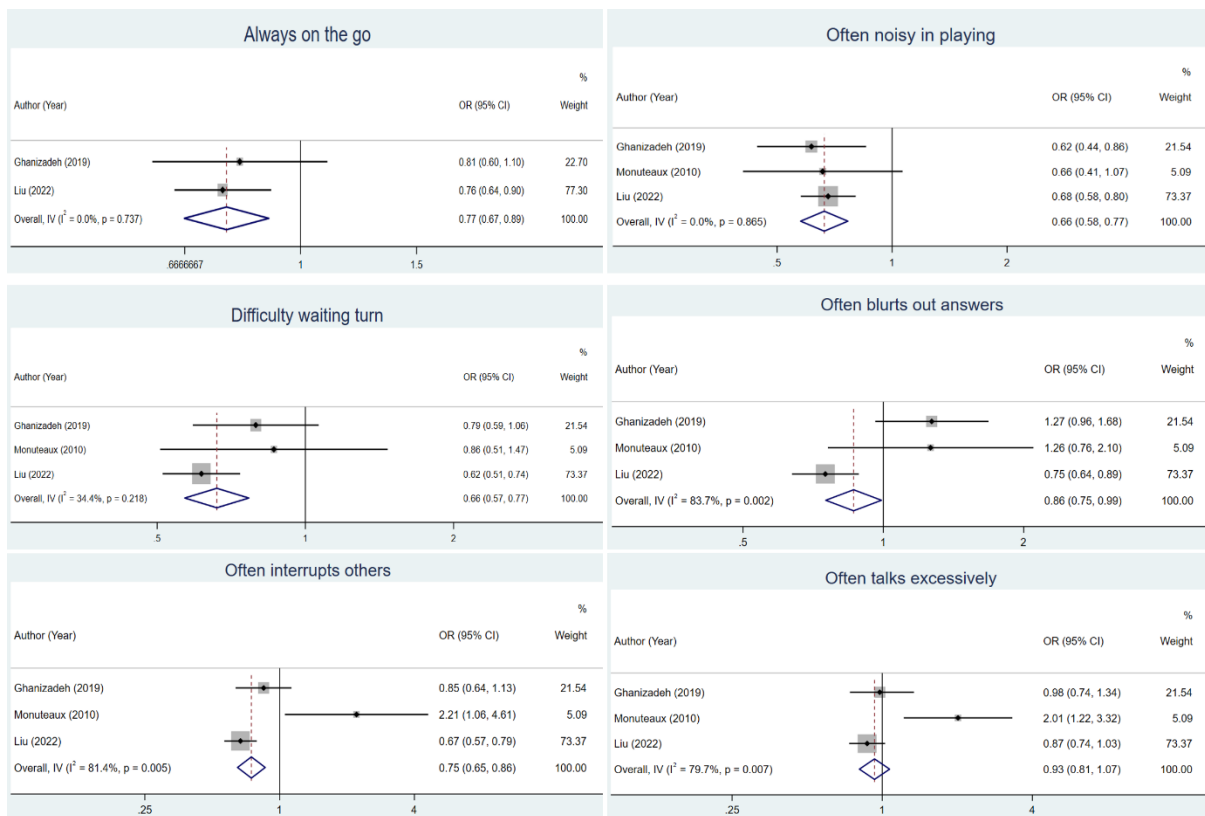 Always on the go
%
Author (Year) OR (95% CI) Weight
Ghanizadeh (2019) 0.81 (0.60, 1.10) 22.70
Liu (2022) 0.76 (0.64, 0.90) 77.30
Overall, IV (I² = 0.0%, p = 0.737) 0.77 (0.67, 0.89) 100.00
.6666667 1 1.5
Often noisy in playing
%
Author (Year) OR (95% CI) Weight
Ghanizadeh (2019) 0.62 (0.44, 0.86) 21.54
Monuteaux (2010) 0.66 (0.41, 1.07) 5.09
Liu (2022) 0.68 (0.58, 0.80) 73.37
Overall, IV (I² = 0.0%, p = 0.865) 0.66 (0.58, 0.77) 100.00
.5 1 2
Difficulty waiting turn
%
Author (Year) OR (95% CI) Weight
Ghanizadeh (2019) 0.79 (0.59, 1.06) 21.54
Monuteaux (2010) 0.86 (0.51, 1.47) 5.09
Liu (2022) 0.62 (0.51, 0.74) 73.37
Overall, IV (I² = 34.4%, p = 0.218) 0.66 (0.57, 0.77) 100.00
.5 1 2
Often blurts out answers
%
Author (Year) OR (95% CI) Weight
Ghanizadeh (2019) 1.27 (0.96, 1.68) 21.54
Monuteaux (2010) 1.26 (0.76, 2.10) 5.09
Liu (2022) 0.75 (0.64, 0.89) 73.37
Overall, IV (I² = 83.7%, p = 0.002) 0.86 (0.75, 0.99) 100.00
.5 1 2
Often interrupts others
%
Author (Year) OR (95% CI) Weight
Ghanizadeh (2019) 0.85 (0.64, 1.13) 21.54
Monuteaux (2010) 2.21 (1.06, 4.61) 5.09
Liu (2022) 0.67 (0.57, 0.79) 73.37
Overall, IV (I² = 81.4%, p = 0.005) 0.75 (0.65, 0.86) 100.00
.25 1 4
Often talks excessively
%
Author (Year) OR (95% CI) Weight
Ghanizadeh (2019) 0.98 (0.74, 1.34) 21.54
Monuteaux (2010) 2.01 (1.22, 3.32) 5.09
Liu (2022) 0.87 (0.74, 1.03) 73.37
Overall, IV (I² = 79.7%, p = 0.007) 0.93 (0.81, 1.07) 100.00
.25 1 4